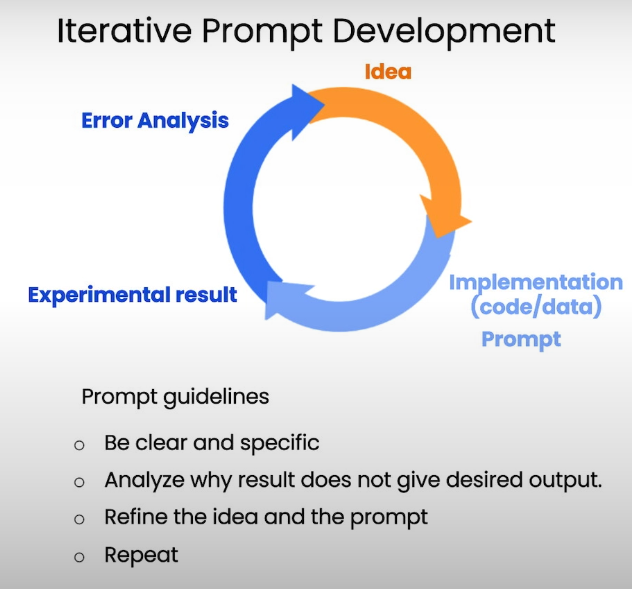 Iterative Prompt Development
Idea
Error Analysis
Experimental result
Implementation
(code/data)
Prompt
Prompt guidelines
o Be clear and specific
o Analyze why result does not give desired output.
o Refine the idea and the prompt
o Repeat